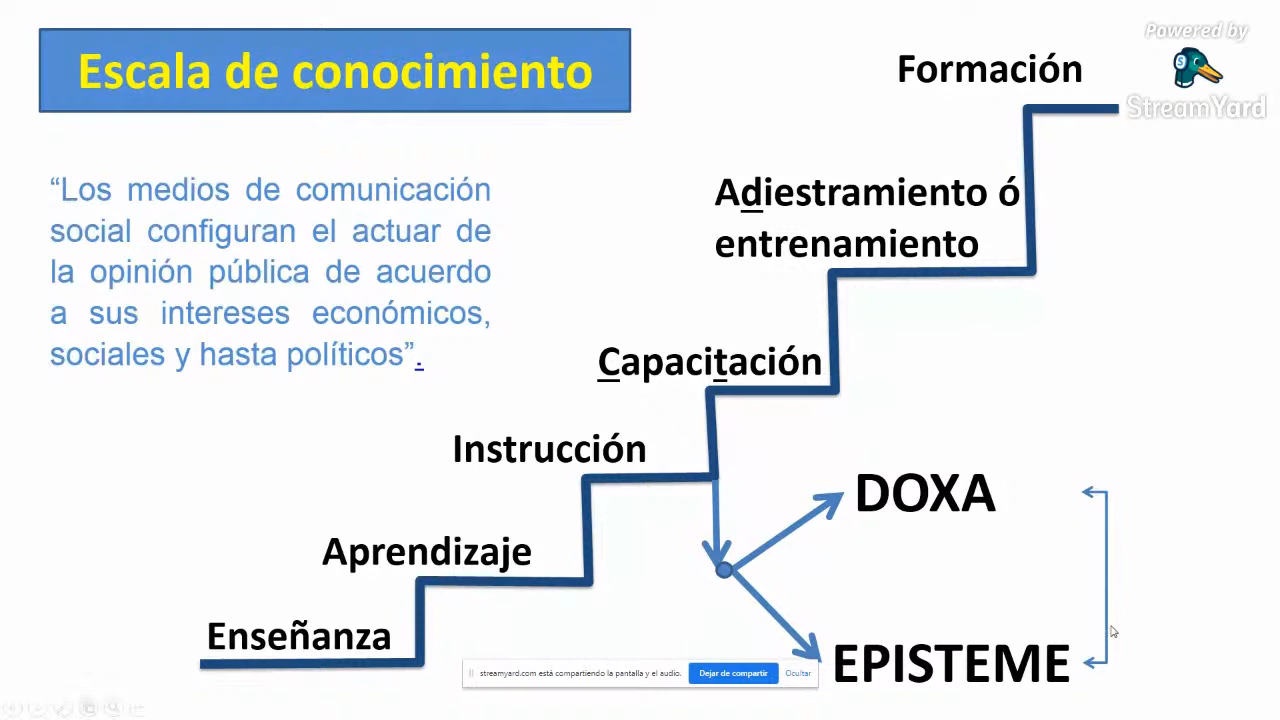 Escala de conocimiento
Powered by
StreamYard
Formación
“Los medios de comunicación
social configuran el actuar de
la opinión pública de acuerdo
a sus intereses económicos,
sociales y hasta políticos”.
Adiestramiento ó
entrenamiento
Capacitación
Instrucción
DOXA
Aprendizaje
Enseñanza
EPISTEME
streamyard.com está compartiendo la pantalla y el audio.
Dejar de compartir
Ocultar